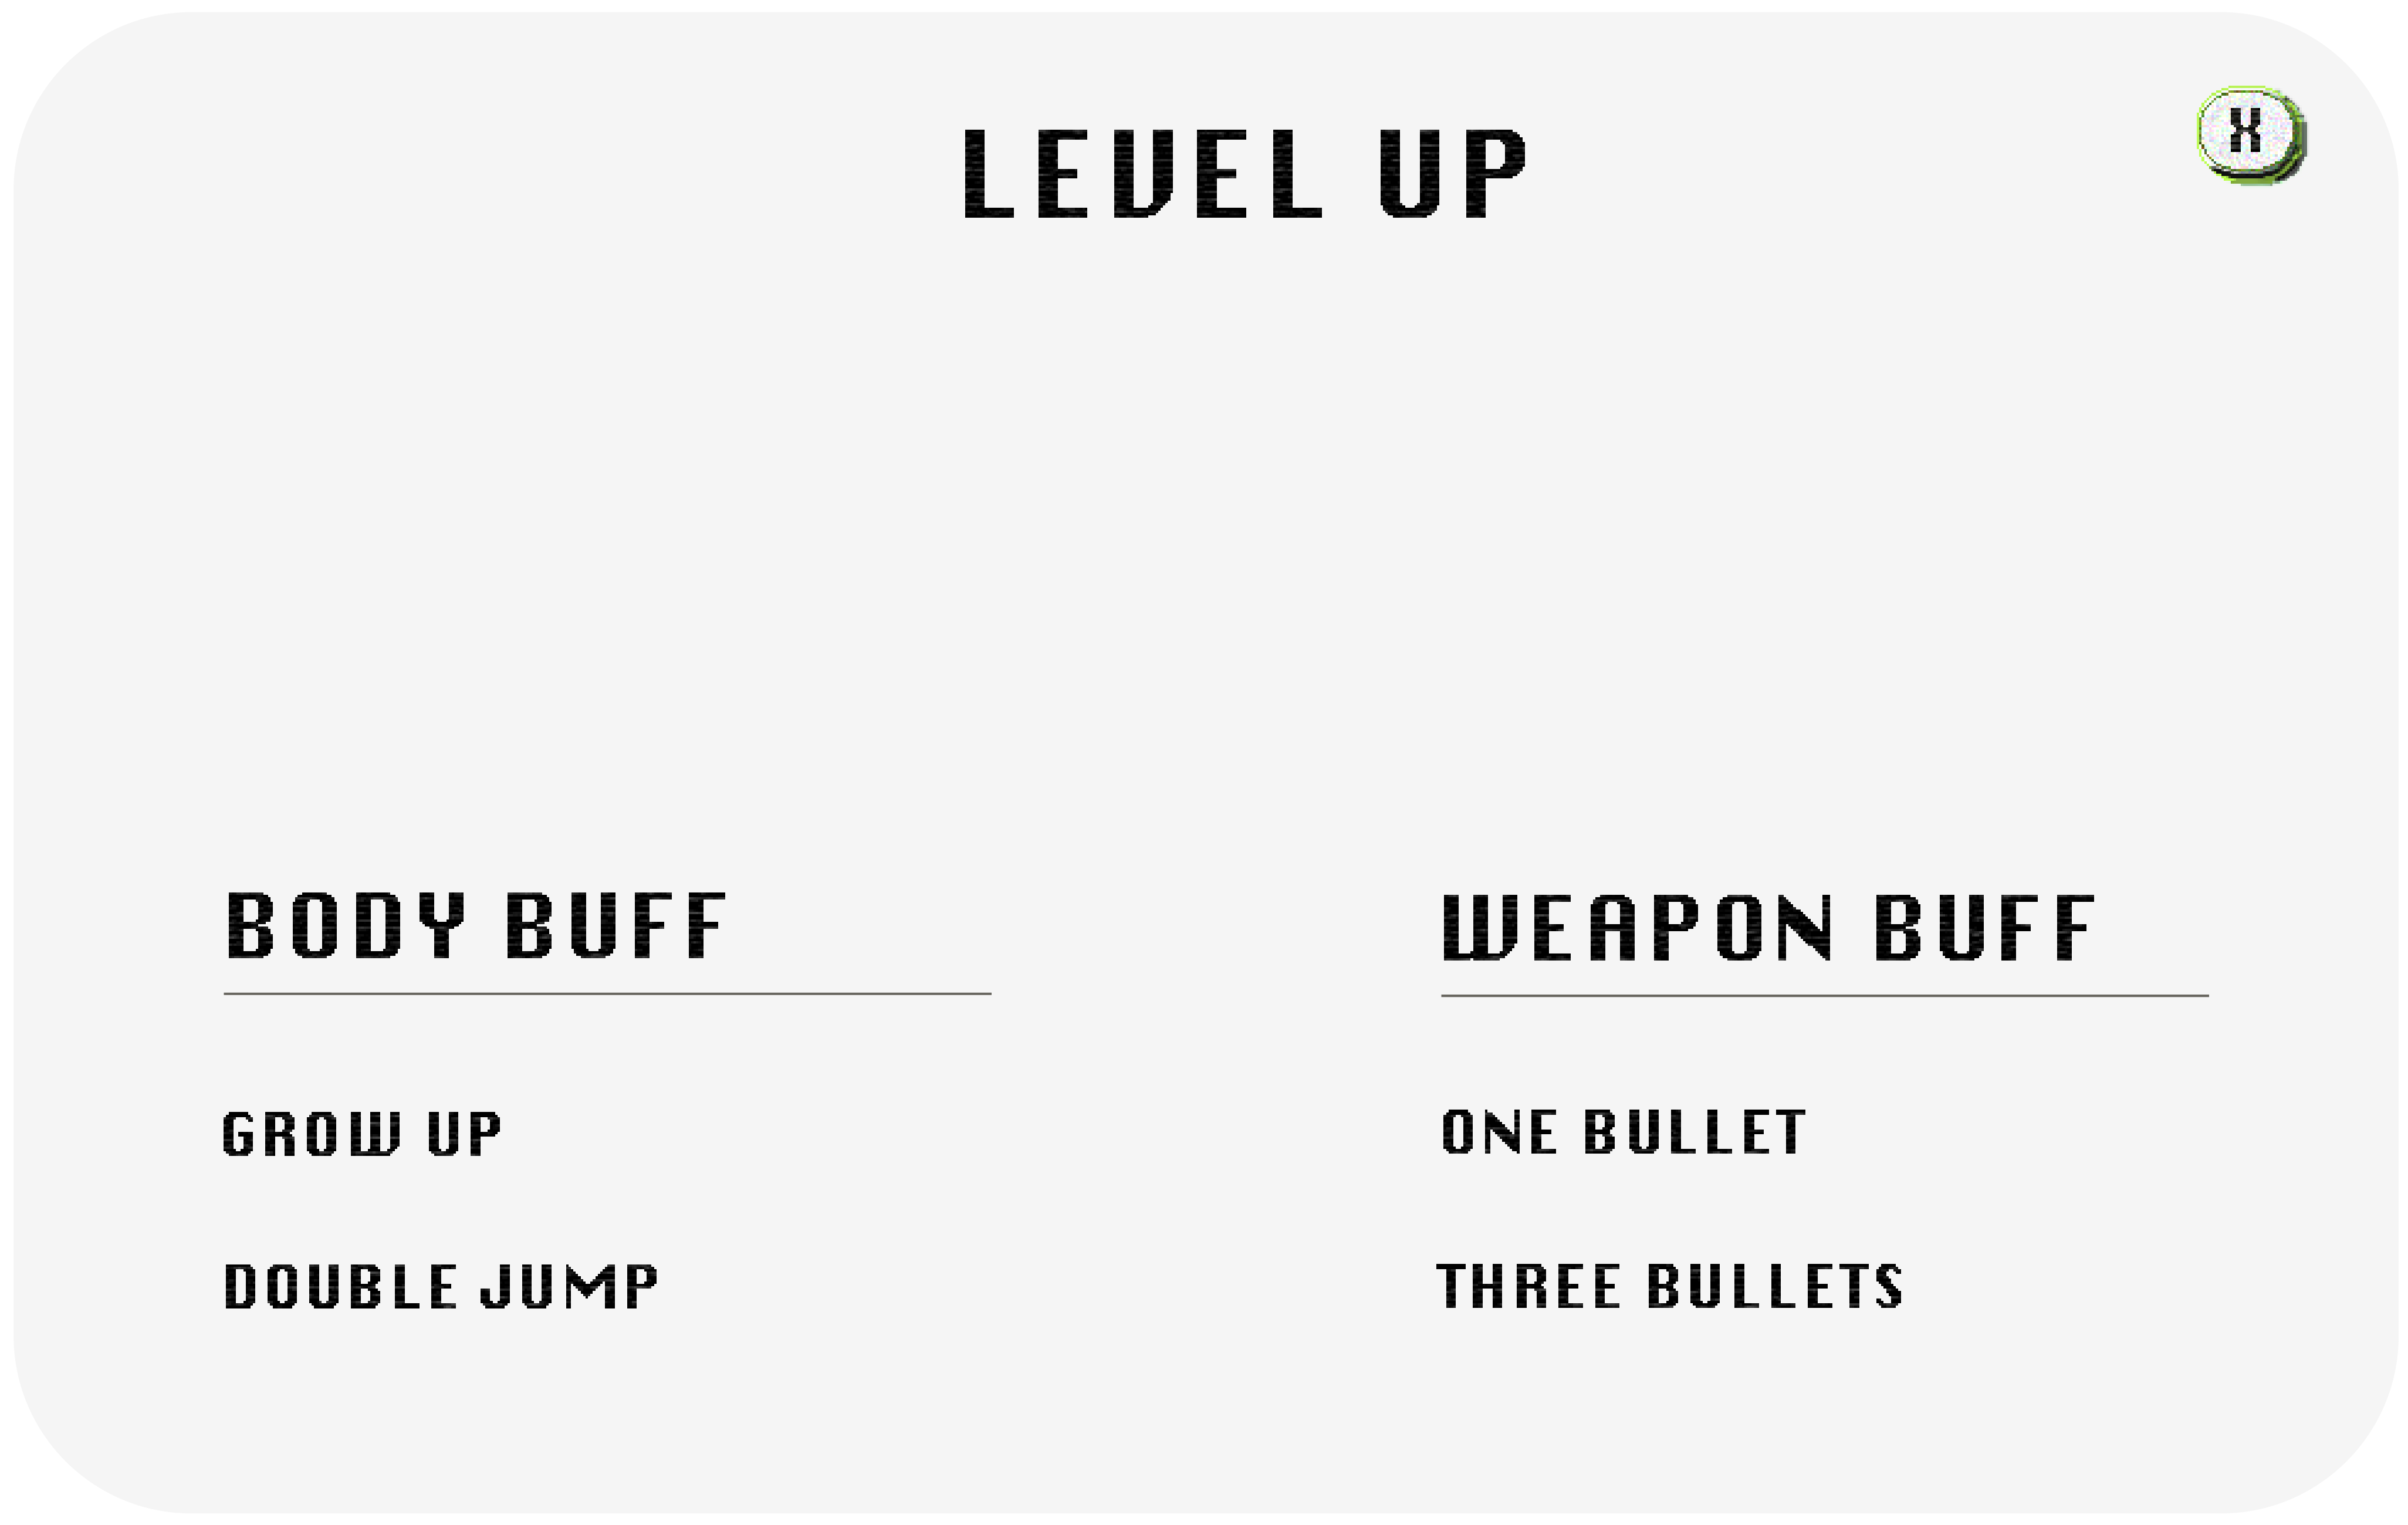 LEVEL UP
X
BODY BUFF
GROW UP
DOUBLE JUMP
WEAPON BUFF
ONE BULLET
THREE BULLETS